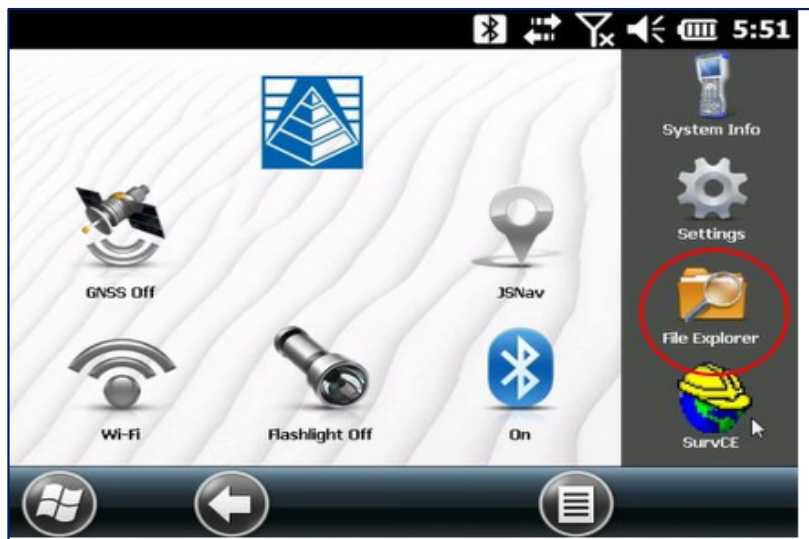 5:51
System Info
Settings
GNSS Off
JSNav
File Explorer
Wi-Fi
Flashlight Off
On
SurvCE